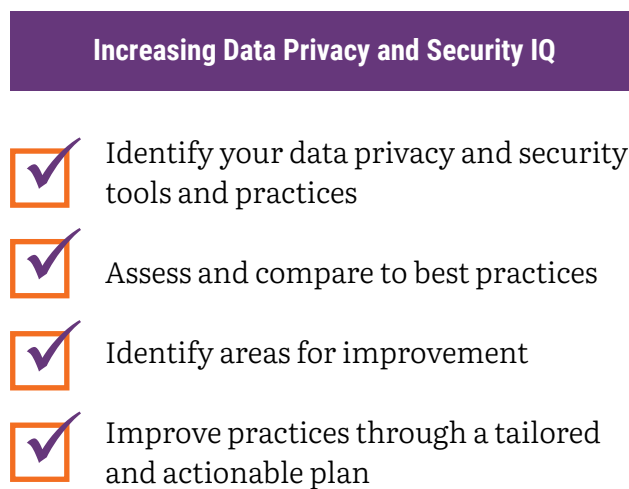 Increasing Data Privacy and Security IQ
Identify your data privacy and security
tools and practices
Assess and compare to best practices
Identify areas for improvement
Improve practices through a tailored
and actionable plan